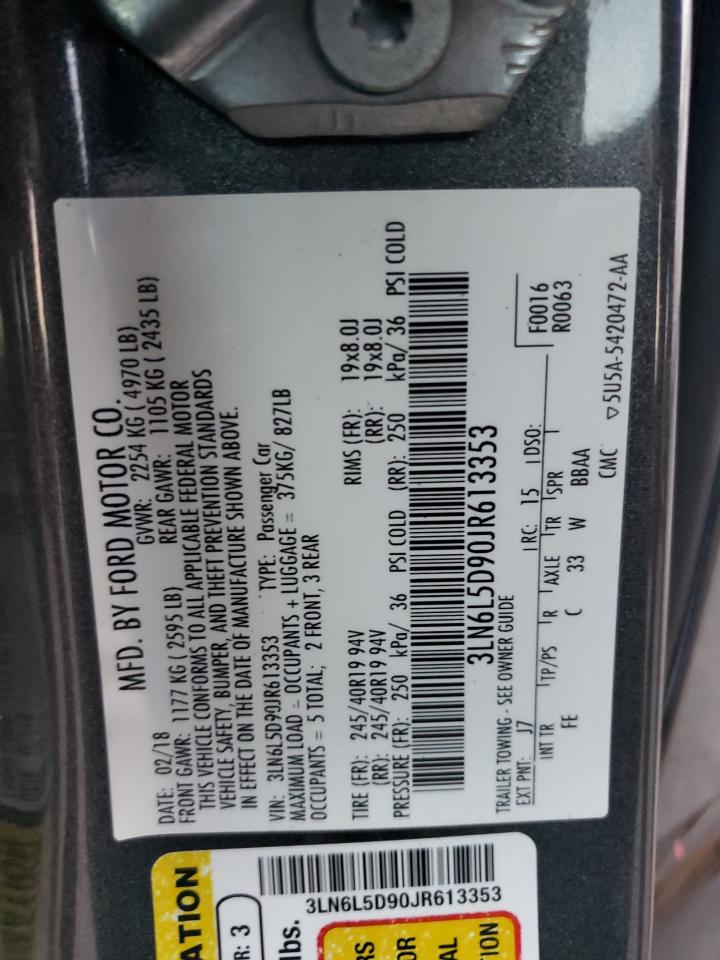 MFD. BY FORD MOTOR CO.
DATE: 02/18 GVWR: 2254 KG ( 4970 LB)
FRONT GAWR: 1177 KG ( 2595 LB) REAR GAWR: 1105 KG ( 2435 LB)
THIS VEHICLE CONFORMS TO ALL APPLICABLE FEDERAL MOTOR
VEHICLE SAFETY, BUMPER, AND THEFT PREVENTION STANDARDS
IN EFFECT ON THE DATE OF MANUFACTURE SHOWN ABOVE.
VIN: 3LN6L5D90JR613353 TYPE: Passenger Car
MAXIMUM LOAD = OCCUPANTS + LUGGAGE = 375KG/ 827LB
OCCUPANTS = 5 TOTAL; 2 FRONT, 3 REAR
TIRE (FR): 245/40R19 94V RIMS (FR): 19x8.0J
(RR): 245/40R19 94V (RR): 19x8.0J
PRESSURE (FR): 250 kPa/ 36 PSI COLD (RR): 250 kPa/ 36 PSI COLD
3LN6L5D90JR613353
TRAILER TOWING - SEE OWNER GUIDE
EXT PNT: J7 RC: 15 DSO: F0016
INT TR TP/PS R AXLE TR SPR R0063
FE C 33 W BBAA
CMC ▽5U5A-5420472-AA
ATION
R: 3
lbs.
3LN6L5D90JR613353
RS
OR
AL
ION